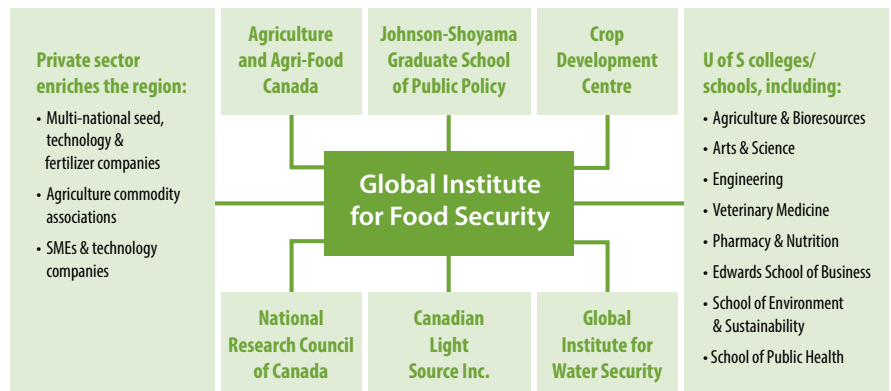 Private sector
enriches the region:
• Multi-national seed,
technology &
fertilizer companies
• Agriculture commodity
associations
• SMEs & technology
companies
Agriculture
and Agri-Food
Canada
Johnson-Shoyama
Graduate School
of Public Policy
Crop
Development
Centre
Global Institute
for Food Security
National
Research Council
of Canada
Canadian
Light
Source Inc.
Global
Institute for
Water Security
U of S colleges/
schools, including:
• Agriculture & Bioresources
• Arts & Science
• Engineering
• Veterinary Medicine
• Pharmacy & Nutrition
• Edwards School of Business
• School of Environment
& Sustainability
• School of Public Health